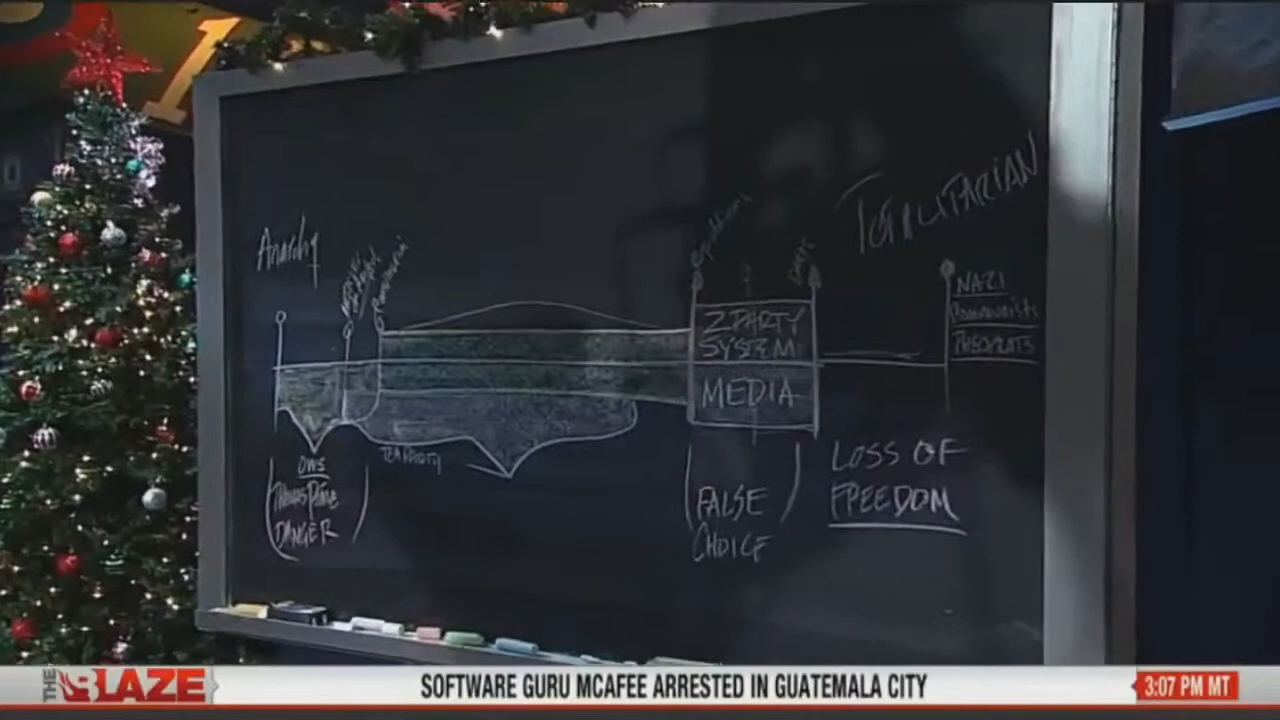 Anarchy
TOTALITARIAN
NAZI
Communists
2 PARTY
SYSTEM
MEDIA
TEA PARTY
OWS
Thomas Paine
DANGER
FALSE
CHOICE
LOSS OF
FREEDOM
THE BLAZE
SOFTWARE GURU MCAFEE ARRESTED IN GUATEMALA CITY
3:07 PM MT